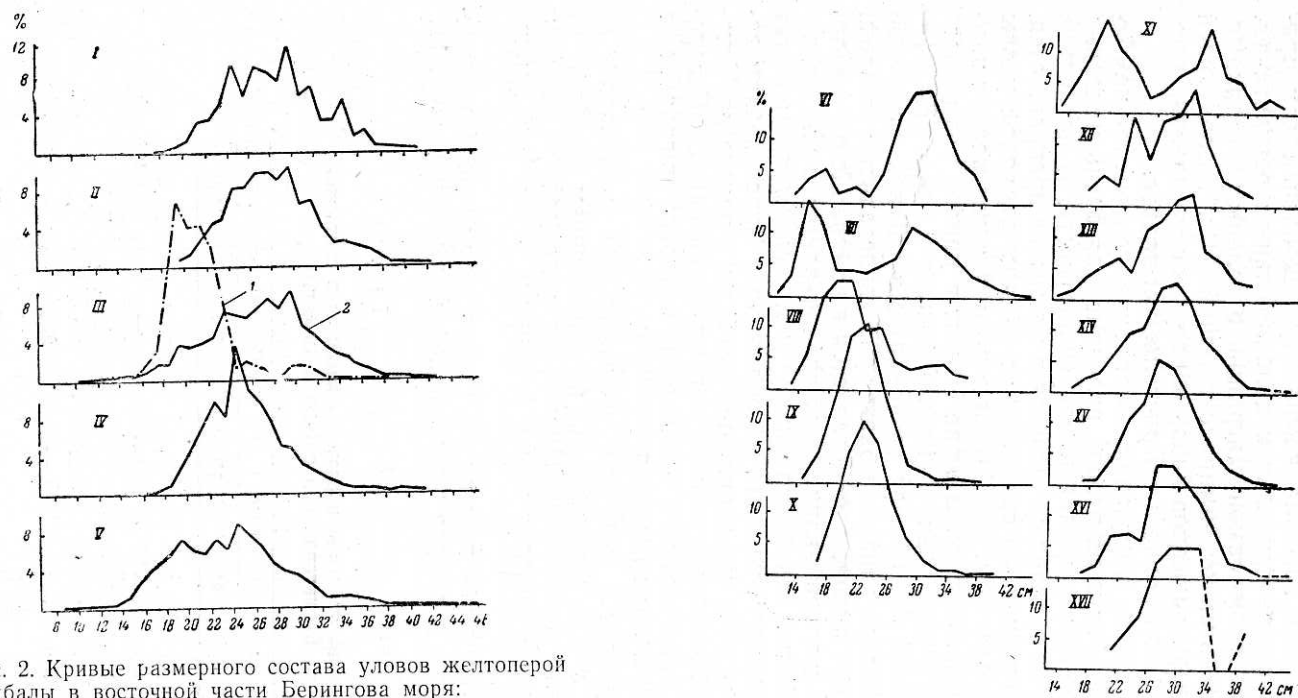 %
12
8
4
I
8
4
II
8
4
III
1
2
8
4
IV
8
4
V
8 10 12 14 16 18 20 22 24 26 28 30 32 34 36 38 40 42 44 46
. 2. Кривые размерного состава уловов желтоперой
балы в восточной части Берингова моря:
%
10
5
VI
10
5
VII
10
5
VIII
10
5
IX
10
5
X
14 18 22 26 30 34 38 42 см
10
5
XI
XII
XIII
XIV
XV
XVI
10
5
XVII
14 18 22 26 30 34 38 42 см